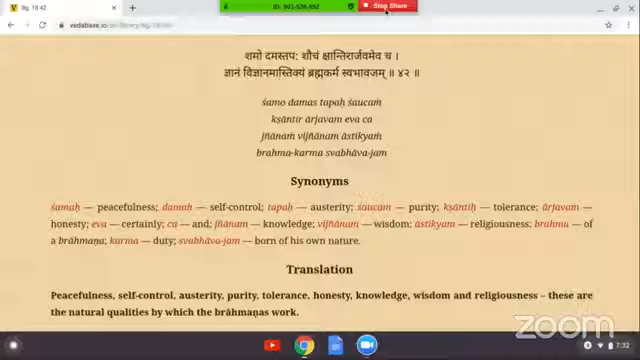 Bg. 18.42
Stop Share
शमो दमस्तप: शौचं क्षान्तिरार्जवमेव च ।
ज्ञानं विज्ञानमास्तिक्यं ब्रह्मकर्म स्वभावजम् ॥ ४२ ॥
śamo damas tapaḥ śaucaṁ
kṣāntir ārjavam eva ca
jñānaṁ vijñānam āstikyaṁ
brahma-karma svabhāva-jam
Synonyms
śamaḥ — peacefulness; damaḥ — self-control; tapaḥ — austerity; śaucam — purity; kṣāntiḥ — tolerance; ārjavam —
honesty; eva — certainly; ca — and; jñānam — knowledge; vijñānam — wisdom; āstikyam — religiousness; brahma — of
a brāhmaṇa; karma — duty; svabhāva-jam — born of his own nature.
Translation
Peacefulness, self-control, austerity, purity, tolerance, honesty, knowledge, wisdom and religiousness – these are
the natural qualities by which the brāhmaṇas work.
zoom
7:32